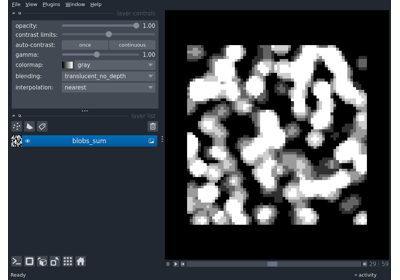 File View Plugins Window Help
layer controls
opacity: 1.00
contrast limits:
auto-contrast: once continuous
gamma: 1.00
colormap: gray
blending: translucent_no_depth
interpolation: nearest
layer list
blobs_sum
29 59
Ready activity